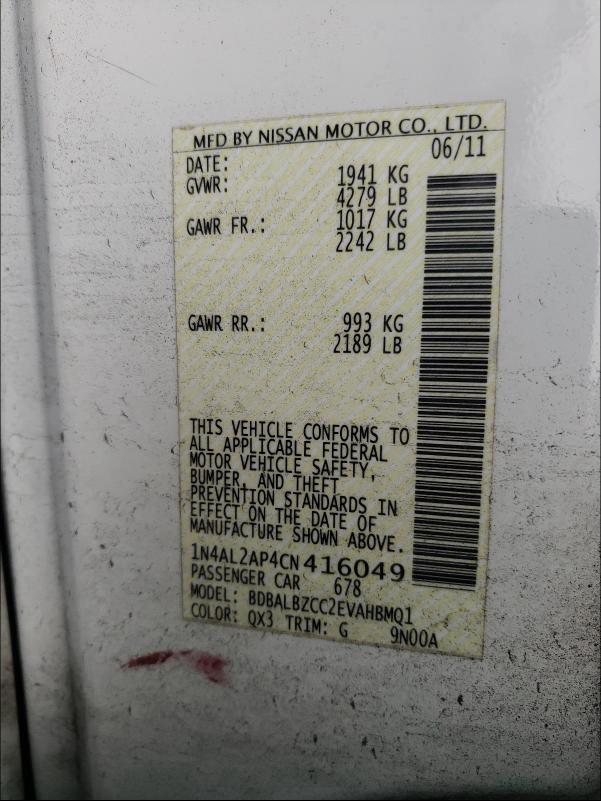 MFD BY NISSAN MOTOR CO., LTD.
DATE: 06/11
GVWR: 1941 KG
4279 LB
GAWR FR.: 1017 KG
2242 LB
GAWR RR.: 993 KG
2189 LB
THIS VEHICLE CONFORMS TO
ALL APPLICABLE FEDERAL
MOTOR VEHICLE SAFETY,
BUMPER, AND THEFT
PREVENTION STANDARDS IN
EFFECT ON THE DATE OF
MANUFACTURE SHOWN ABOVE.
1N4AL2AP4CN416049
PASSENGER CAR 678
MODEL: BDBALBZCC2EVAHBMQ1
COLOR: QX3 TRIM: G 9N00A